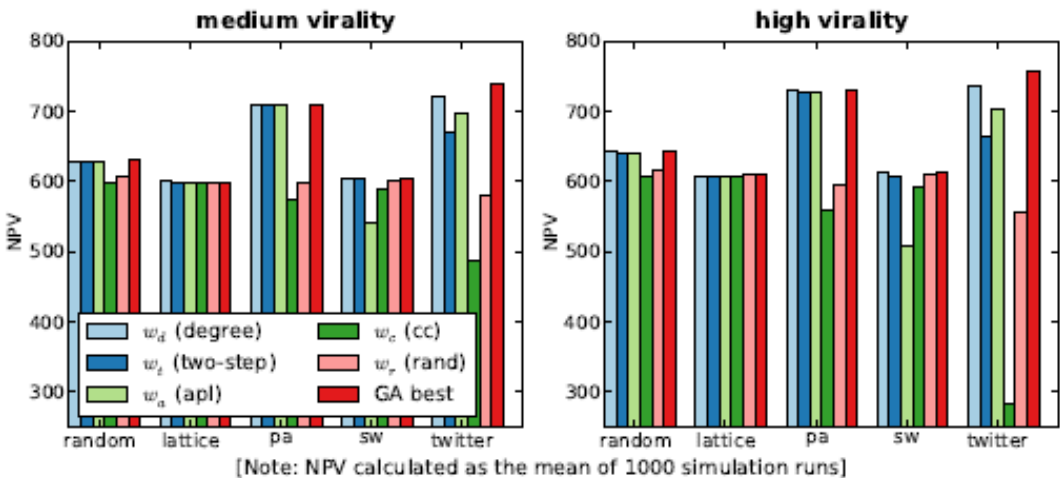 medium virality
high virality
800
700
600
500
400
300
NPV
w_d (degree)
w_t (two-step)
w_a (apl)
w_c (cc)
w_r (rand)
GA best
random lattice pa sw twitter
800
700
600
500
400
300
NPV
random lattice pa sw twitter
[Note: NPV calculated as the mean of 1000 simulation runs]